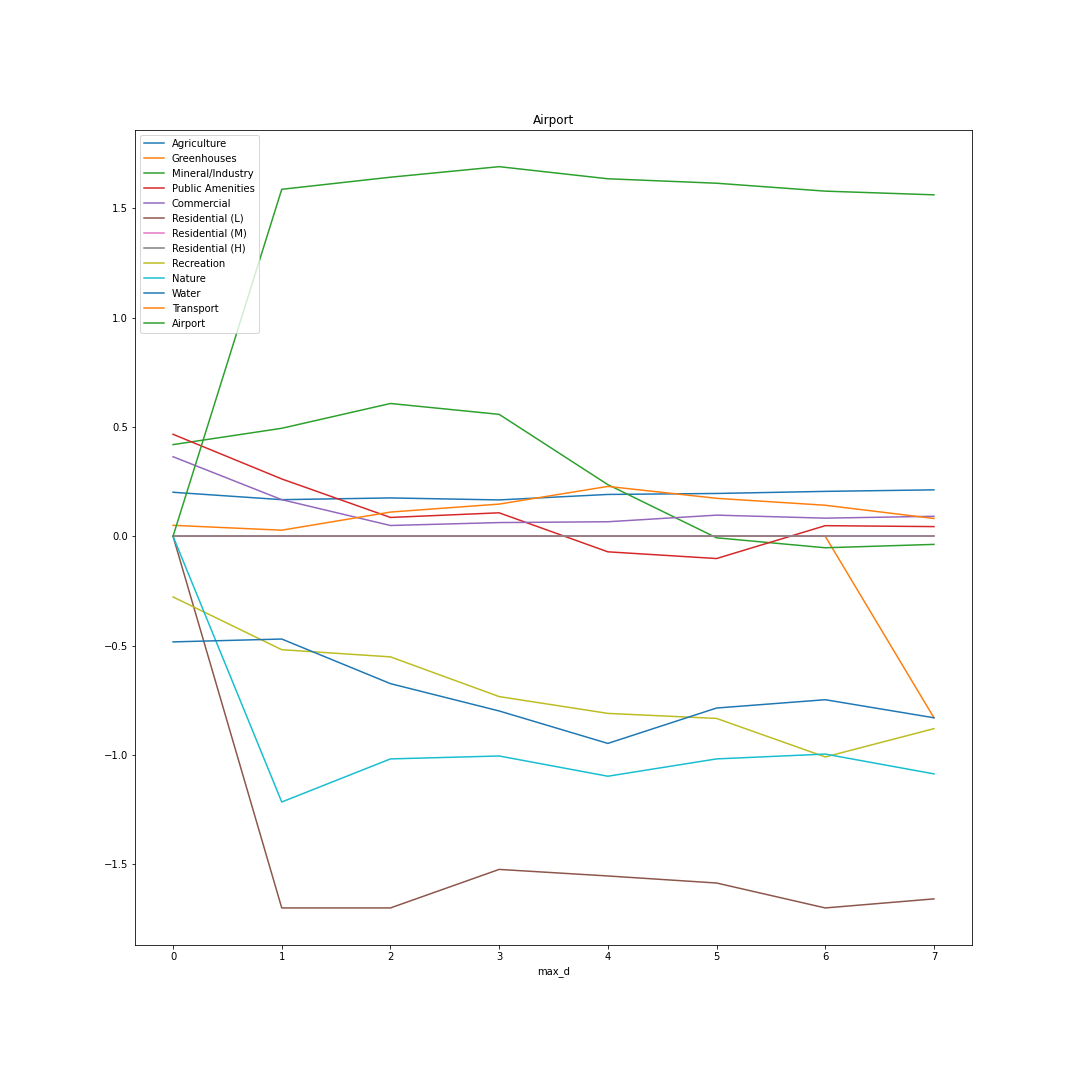 Airport
Agriculture
Greenhouses
Mineral/Industry
Public Amenities
Commercial
Residential (L)
Residential (M)
Residential (H)
Recreation
Nature
Water
Transport
Airport
1.5
1.0
0.5
0.0
−0.5
−1.0
−1.5
0 1 2 3 4 5 6 7
max_d